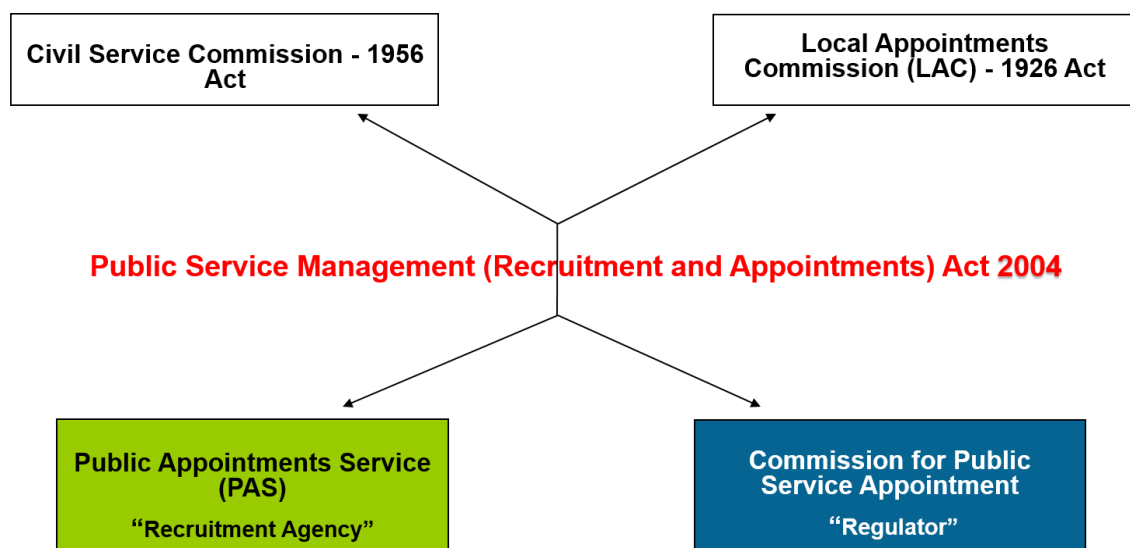 Civil Service Commission - 1956
Act
Local Appointments
Commission (LAC) - 1926 Act
Public Service Management (Recruitment and Appointments) Act 2004
Public Appointments Service
(PAS)
“Recruitment Agency”
Commission for Public
Service Appointment
“Regulator”